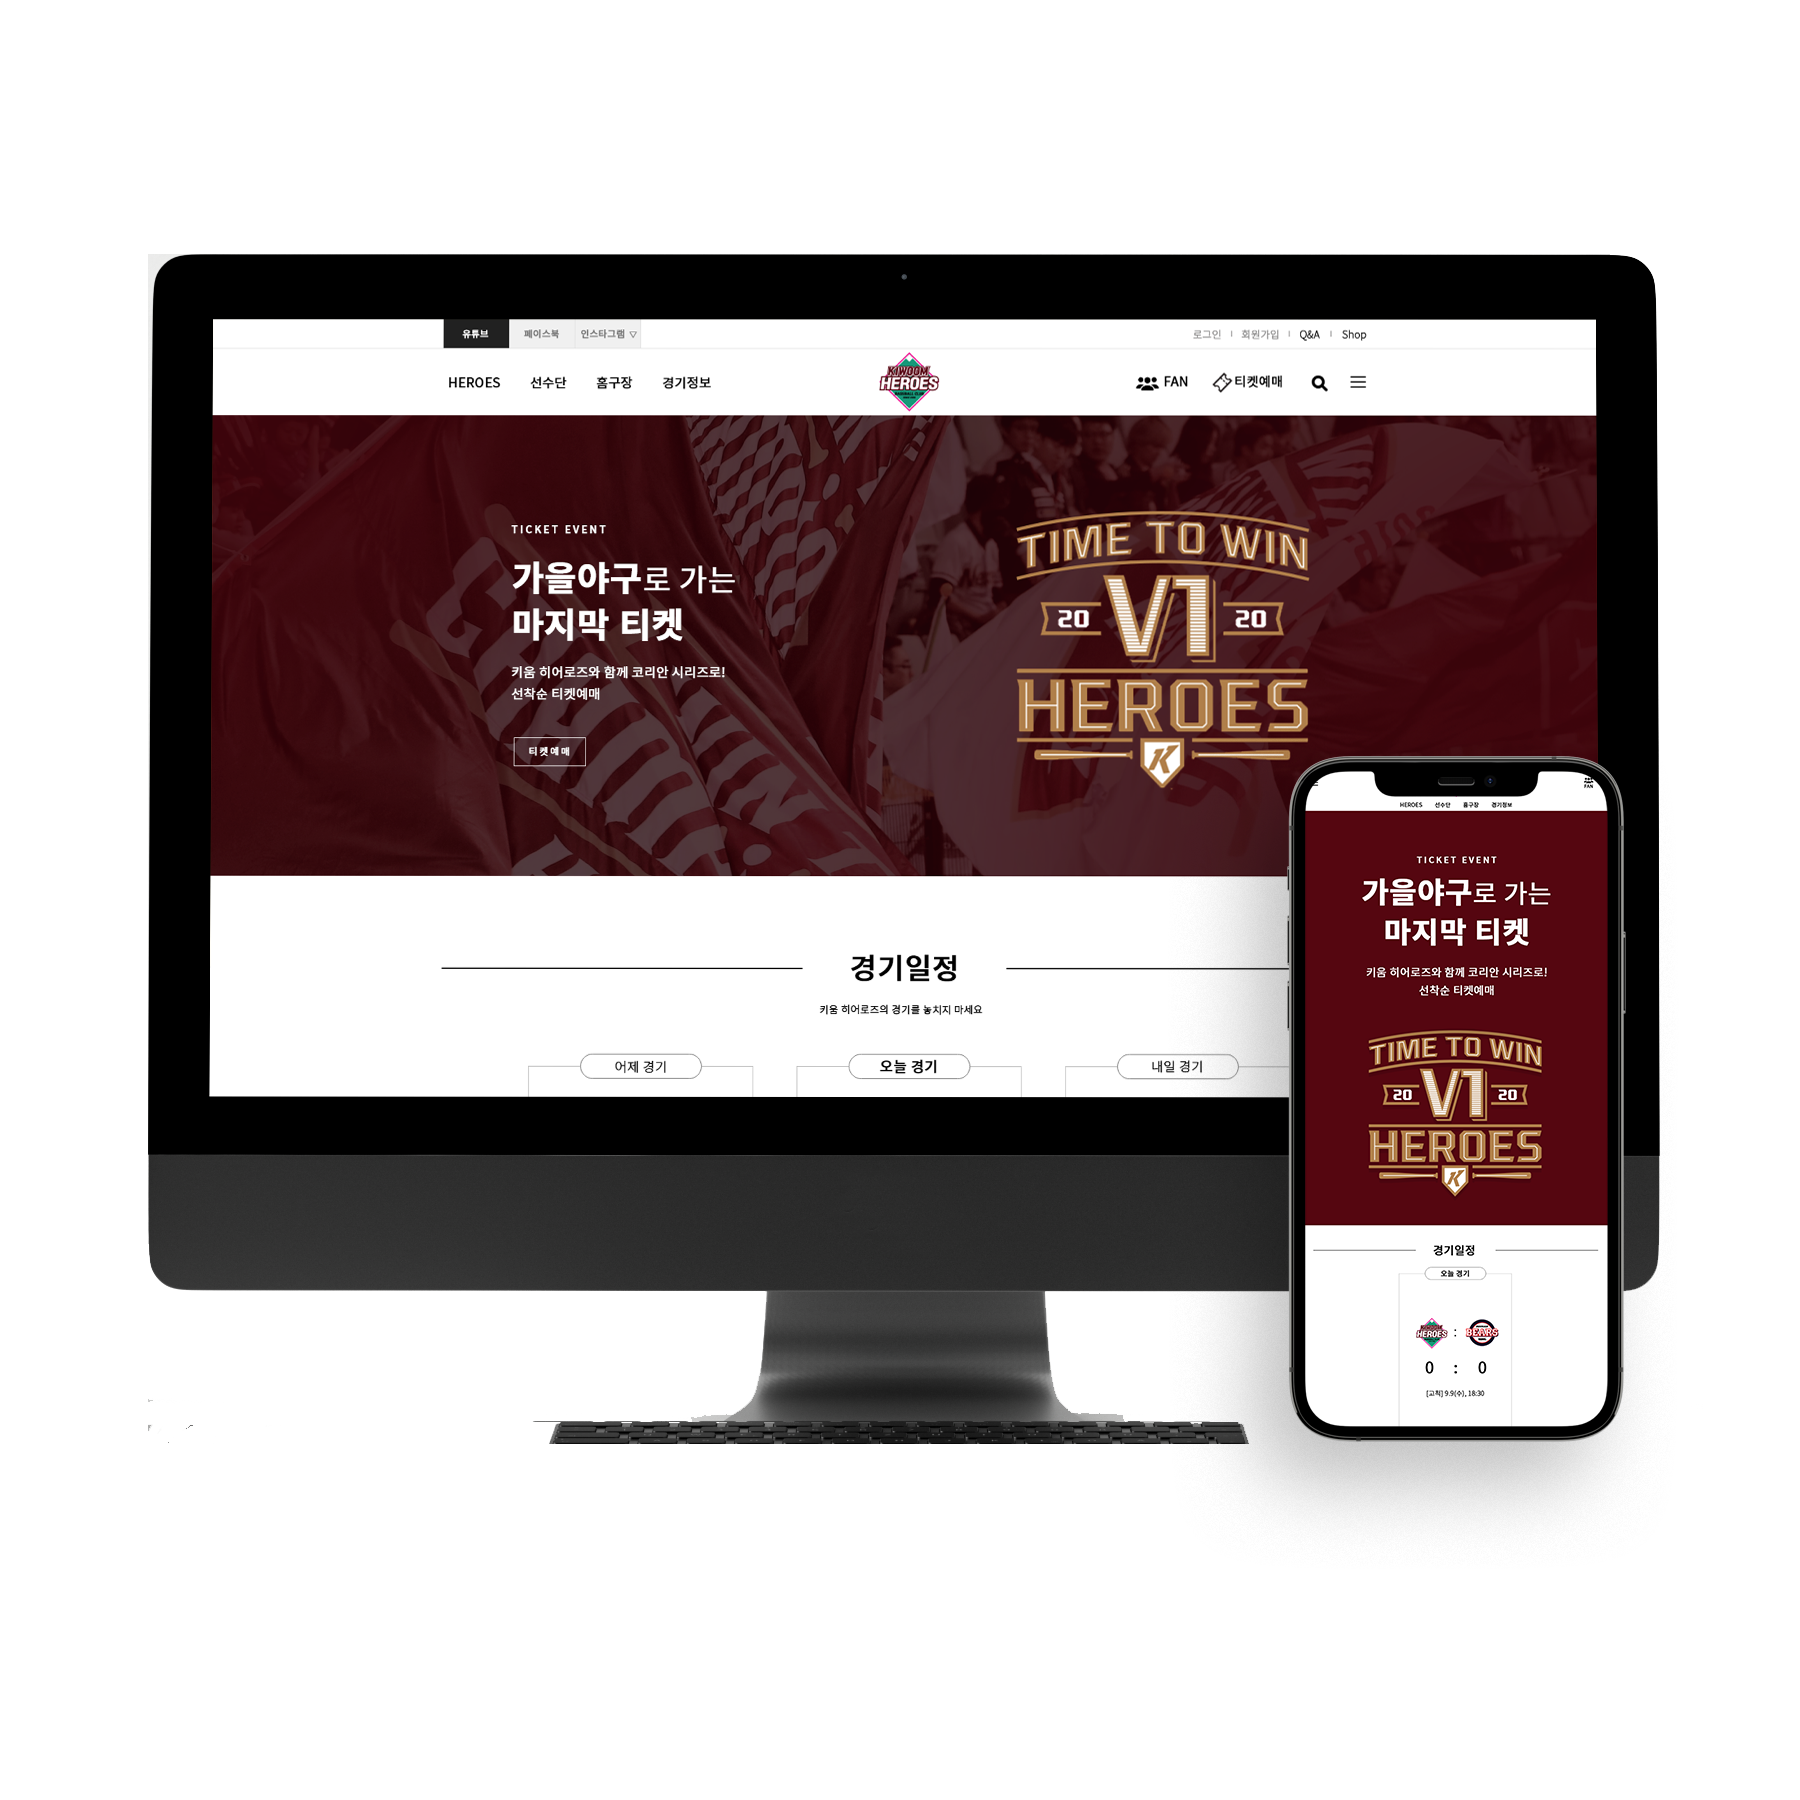 유튜브 페이스북 인스타그램 ▽
로그인 | 회원가입 | Q&A | Shop
HEROES 선수단 홈구장 경기정보
KIWOOM
HEROES
FAN 티켓예매
TICKET EVENT
가을야구로 가는
마지막 티켓
키움 히어로즈와 함께 코리안 시리즈로!
선착순 티켓예매
티켓예매
TIME TO WIN
20 V1 20
HEROES
K
경기일정
키움 히어로즈의 경기를 놓치지 마세요
어제 경기 오늘 경기 내일 경기
FAN
HEROES 선수단 홈구장 경기정보
TICKET EVENT
가을야구로 가는
마지막 티켓
키움 히어로즈와 함께 코리안 시리즈로!
선착순 티켓예매
TIME TO WIN
20 V1 20
HEROES
K
경기일정
오늘 경기
KIWOOM
HEROES : BEARS
0 : 0
[고척] 9.9(수), 18:30